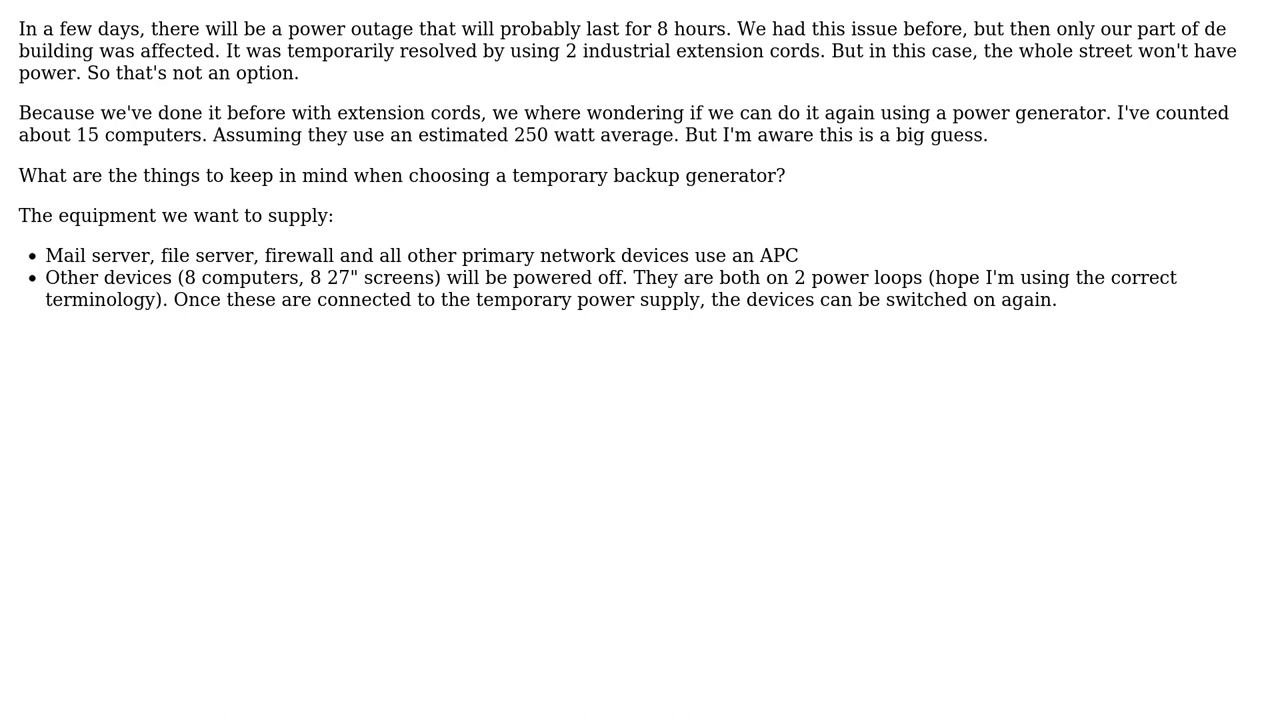 In a few days, there will be a power outage that will probably last for 8 hours. We had this issue before, but then only our part of de
building was affected. It was temporarily resolved by using 2 industrial extension cords. But in this case, the whole street won't have
power. So that's not an option.
Because we've done it before with extension cords, we where wondering if we can do it again using a power generator. I've counted
about 15 computers. Assuming they use an estimated 250 watt average. But I'm aware this is a big guess.
What are the things to keep in mind when choosing a temporary backup generator?
The equipment we want to supply:
• Mail server, file server, firewall and all other primary network devices use an APC
• Other devices (8 computers, 8 27" screens) will be powered off. They are both on 2 power loops (hope I'm using the correct
terminology). Once these are connected to the temporary power supply, the devices can be switched on again.